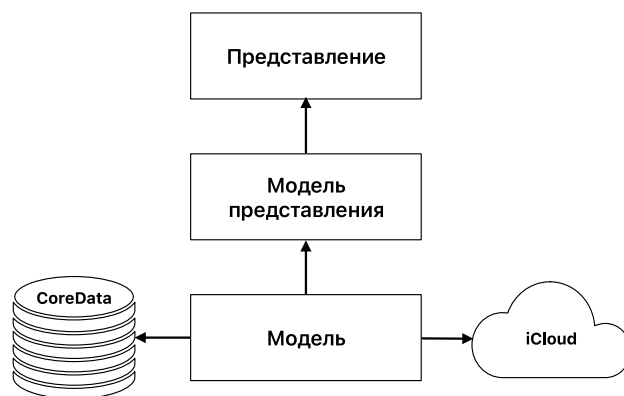 Представление
Модель
представления
CoreData
Модель
iCloud